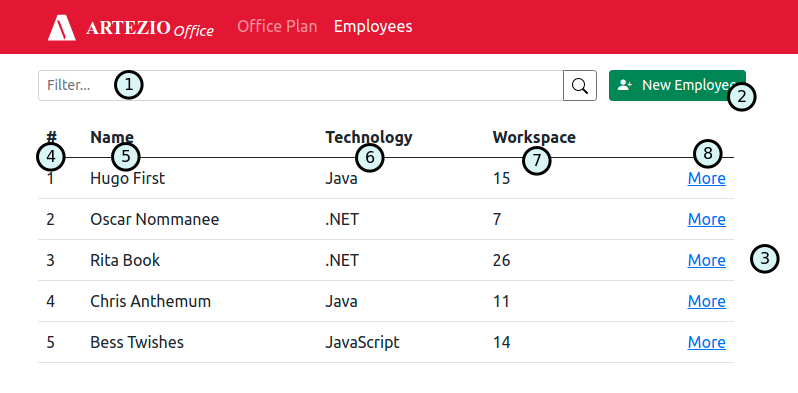 ARTEZIO Office Office Plan Employees
Filter... 1 New Employee 2
# Name Technology Workspace
4 5 6 7 8
1 Hugo First Java 15 More
2 Oscar Nommanee .NET 7 More
3 Rita Book .NET 26 More 3
4 Chris Anthemum Java 11 More
5 Bess Twishes JavaScript 14 More